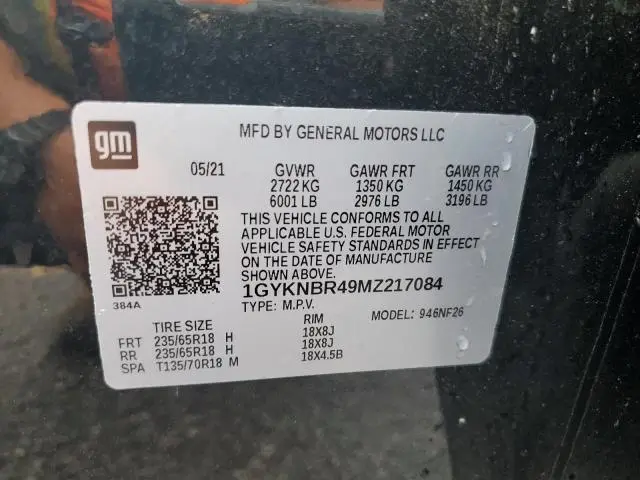 gm
MFD BY GENERAL MOTORS LLC
05/21 GVWR GAWR FRT GAWR RR
2722 KG 1350 KG 1450 KG
6001 LB 2976 LB 3196 LB
THIS VEHICLE CONFORMS TO ALL
APPLICABLE U.S. FEDERAL MOTOR
VEHICLE SAFETY STANDARDS IN EFFECT
ON THE DATE OF MANUFACTURE
SHOWN ABOVE.
384A
1GYKNBR49MZ217084
TYPE: M.P.V. MODEL: 946NF26
TIRE SIZE RIM
FRT 235/65R18 H 18X8J
RR 235/65R18 H 18X8J
SPA T135/70R18 M 18X4.5B